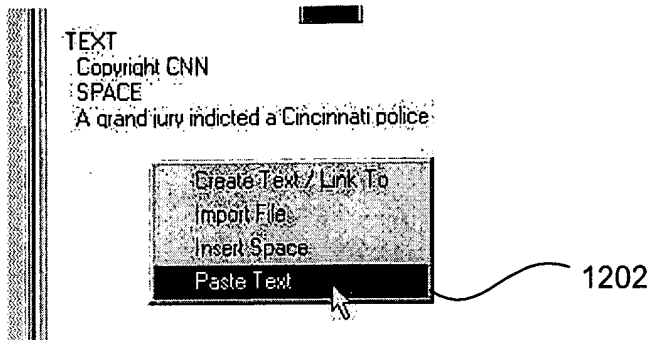 TEXT
Copyright CNN
SPACE
A grand jury indicted a Cincinnati police
Create Text / Link To
Import File
Insert Space
Paste Text
1202